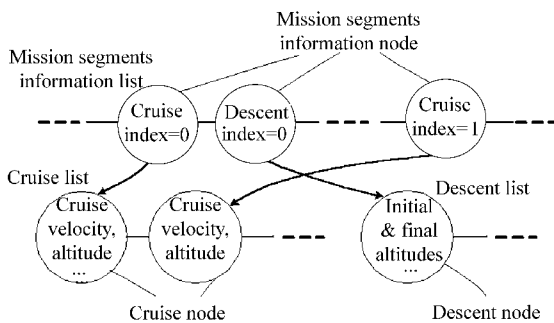 Mission segments
information node
Mission segments
information list
Cruise
index=0
Descent
index=0
Cruisc
index=1
Cruise list
Descent list
Cruise
velocity,
altitude
...
Cruise
velocity,
altitude
Initial
& final
altitudes
...
Cruise node
Descent node